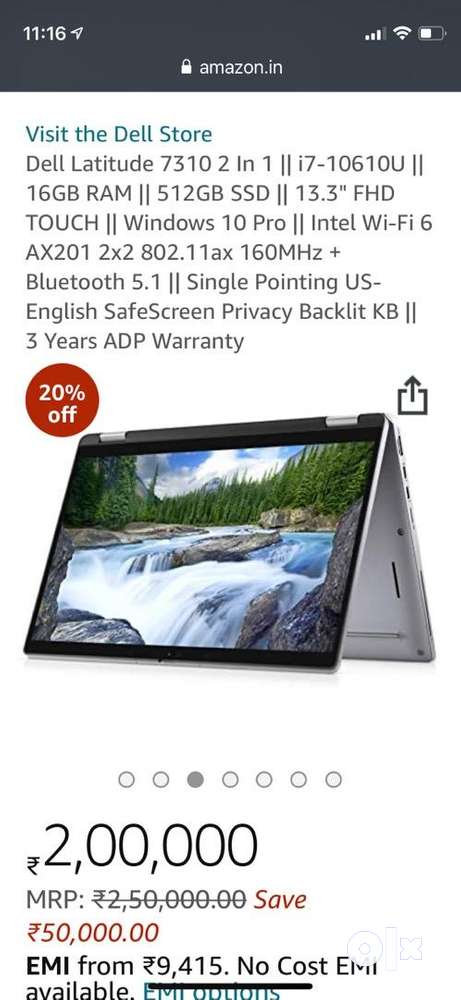 11:16
amazon.in
Visit the Dell Store
Dell Latitude 7310 2 In 1 || i7-10610U ||
16GB RAM || 512GB SSD || 13.3" FHD
TOUCH || Windows 10 Pro || Intel Wi-Fi 6
AX201 2x2 802.11ax 160MHz +
Bluetooth 5.1 || Single Pointing US-
English SafeScreen Privacy Backlit KB ||
3 Years ADP Warranty
20%
off
₹2,00,000
MRP: ₹2,50,000.00 Save
₹50,000.00
olx
EMI from ₹9,415. No Cost EMI
available. EMI options